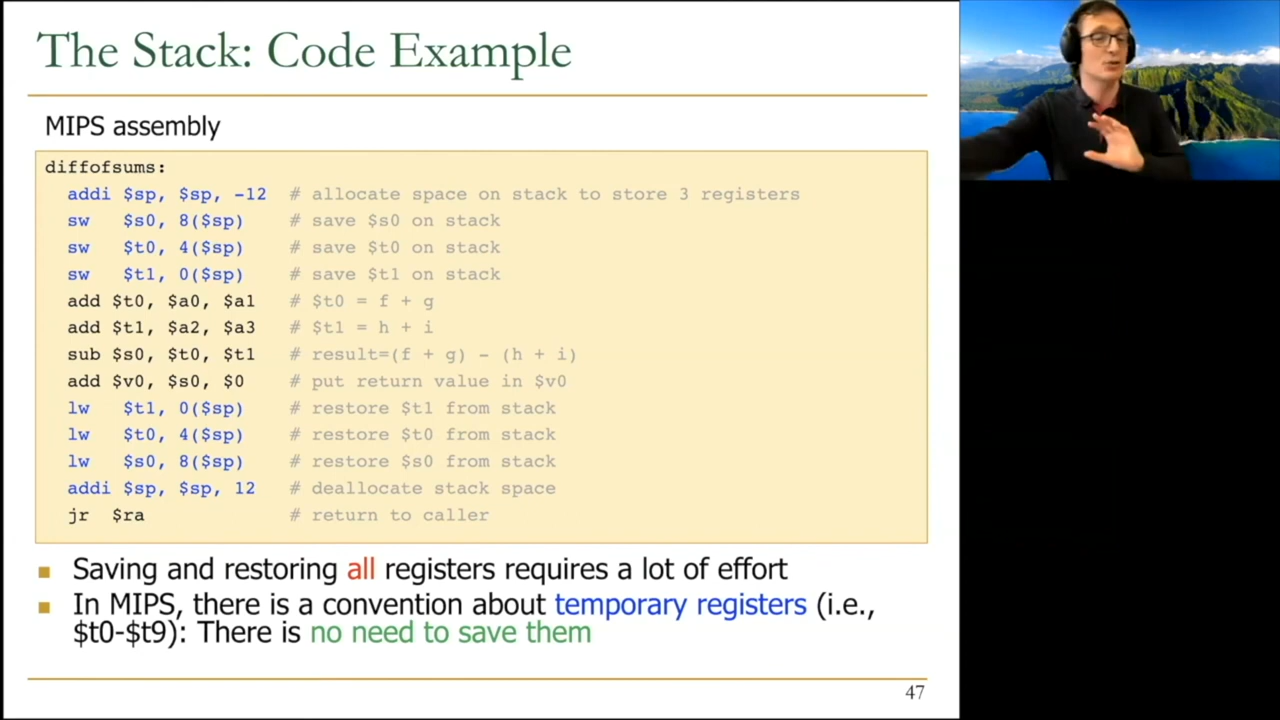 The Stack: Code Example
MIPS assembly
diffofsums:
addi $sp, $sp, -12 # allocate space on stack to store 3 registers
sw $s0, 8($sp) # save $s0 on stack
sw $t0, 4($sp) # save $t0 on stack
sw $t1, 0($sp) # save $t1 on stack
add $t0, $a0, $a1 # $t0 = f + g
add $t1, $a2, $a3 # $t1 = h + i
sub $s0, $t0, $t1 # result=(f + g) - (h + i)
add $v0, $s0, $0 # put return value in $v0
lw $t1, 0($sp) # restore $t1 from stack
lw $t0, 4($sp) # restore $t0 from stack
lw $s0, 8($sp) # restore $s0 from stack
addi $sp, $sp, 12 # deallocate stack space
jr $ra # return to caller
Saving and restoring all registers requires a lot of effort
In MIPS, there is a convention about temporary registers (i.e.,
$t0-$t9): There is no need to save them
47